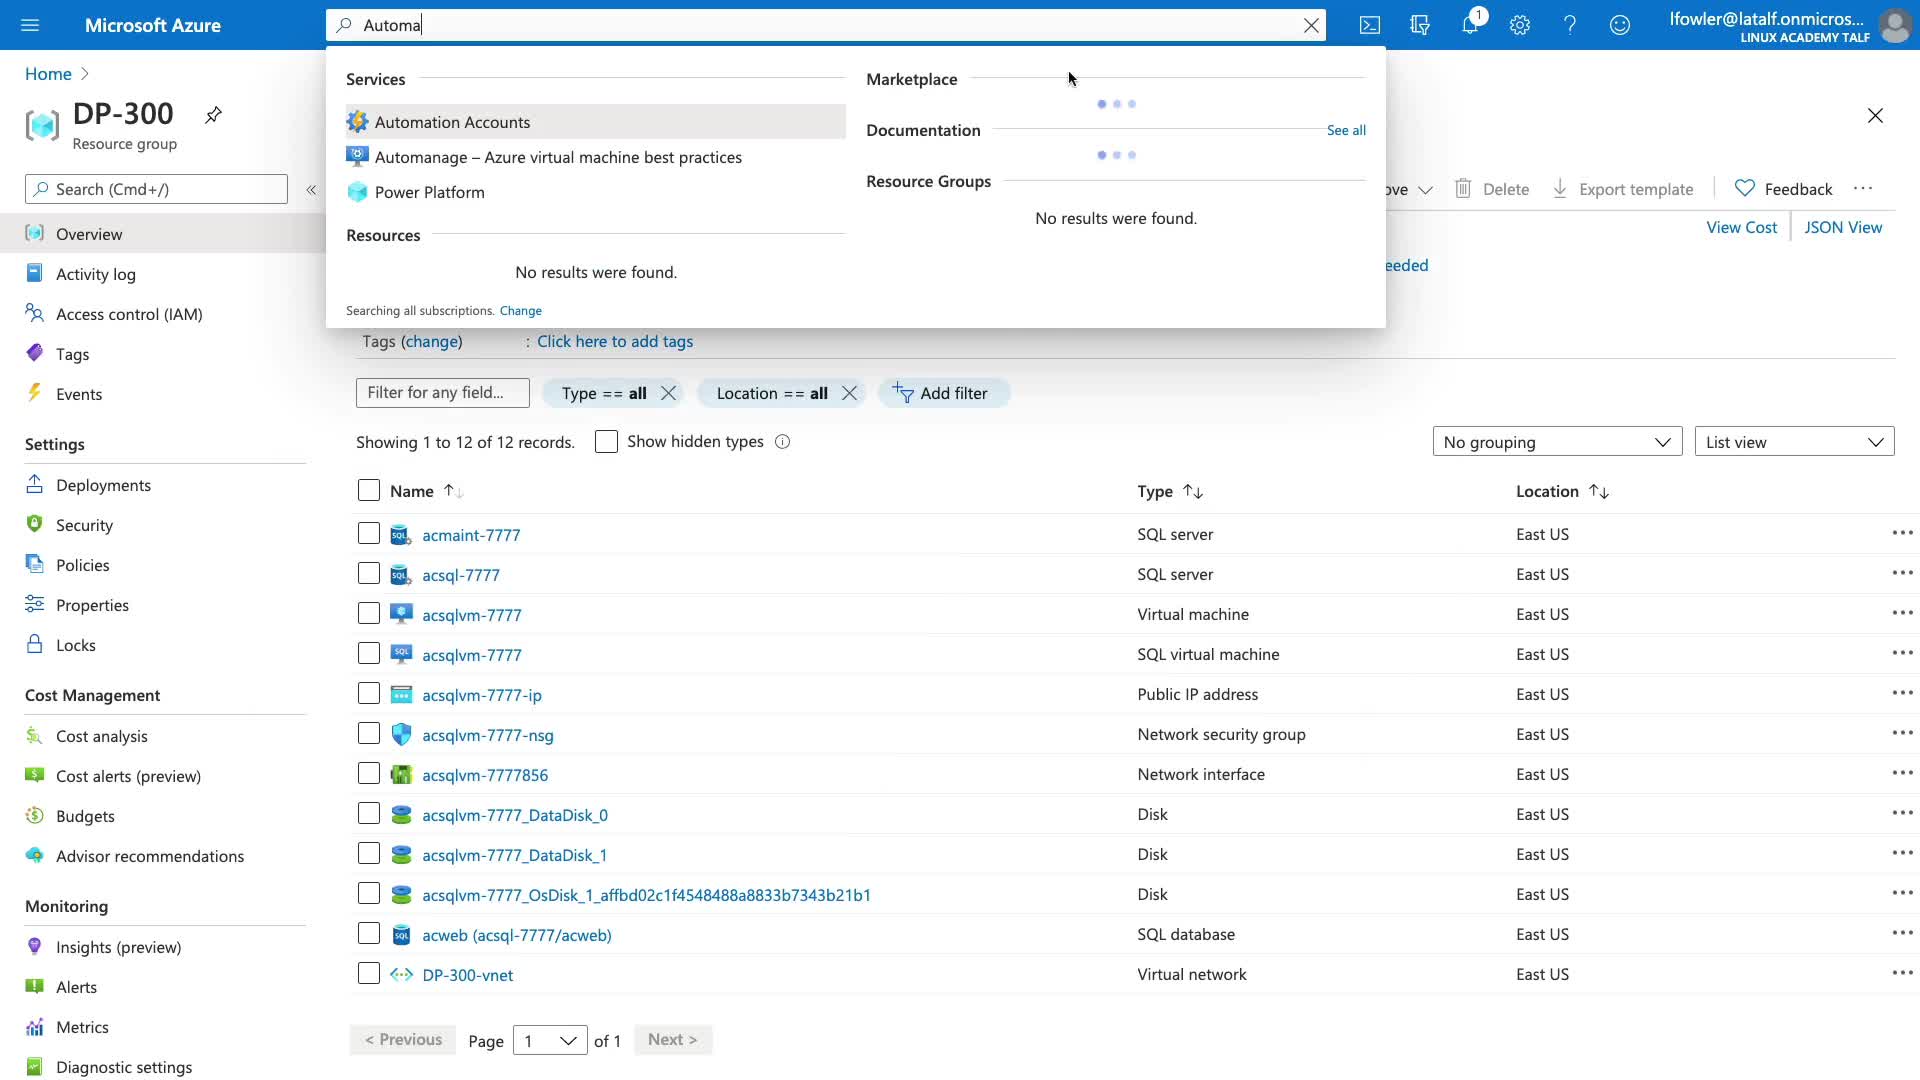 Microsoft Azure
Automa
1
lfowler@latalf.onmicros...
LINUX ACADEMY TALF
Home
DP-300
Resource group
Services
Automation Accounts
Automanage – Azure virtual machine best practices
Power Platform
Resources
No results were found.
Searching all subscriptions. Change
Marketplace
Documentation
See all
Resource Groups
No results were found.
Search (Cmd+/)
«
ove
Delete
Export template
Feedback
View Cost
JSON View
eeded
Tags (change) : Click here to add tags
Overview
Activity log
Access control (IAM)
Tags
Events
Settings
Deployments
Security
Policies
Properties
Locks
Cost Management
Cost analysis
Cost alerts (preview)
Budgets
Advisor recommendations
Monitoring
Insights (preview)
Alerts
Metrics
Diagnostic settings
Filter for any field...
Type == all
Location == all
Add filter
Showing 1 to 12 of 12 records.
Show hidden types
No grouping
List view
Name Type Location
acmaint-7777 SQL server East US
acsql-7777 SQL server East US
acsqlvm-7777 Virtual machine East US
acsqlvm-7777 SQL virtual machine East US
acsqlvm-7777-ip Public IP address East US
acsqlvm-7777-nsg Network security group East US
acsqlvm-7777856 Network interface East US
acsqlvm-7777_DataDisk_0 Disk East US
acsqlvm-7777_DataDisk_1 Disk East US
acsqlvm-7777_OsDisk_1_affbd02c1f4548488a8833b7343b21b1 Disk East US
acweb (acsql-7777/acweb) SQL database East US
DP-300-vnet Virtual network East US
< Previous Page 1 of 1 Next >